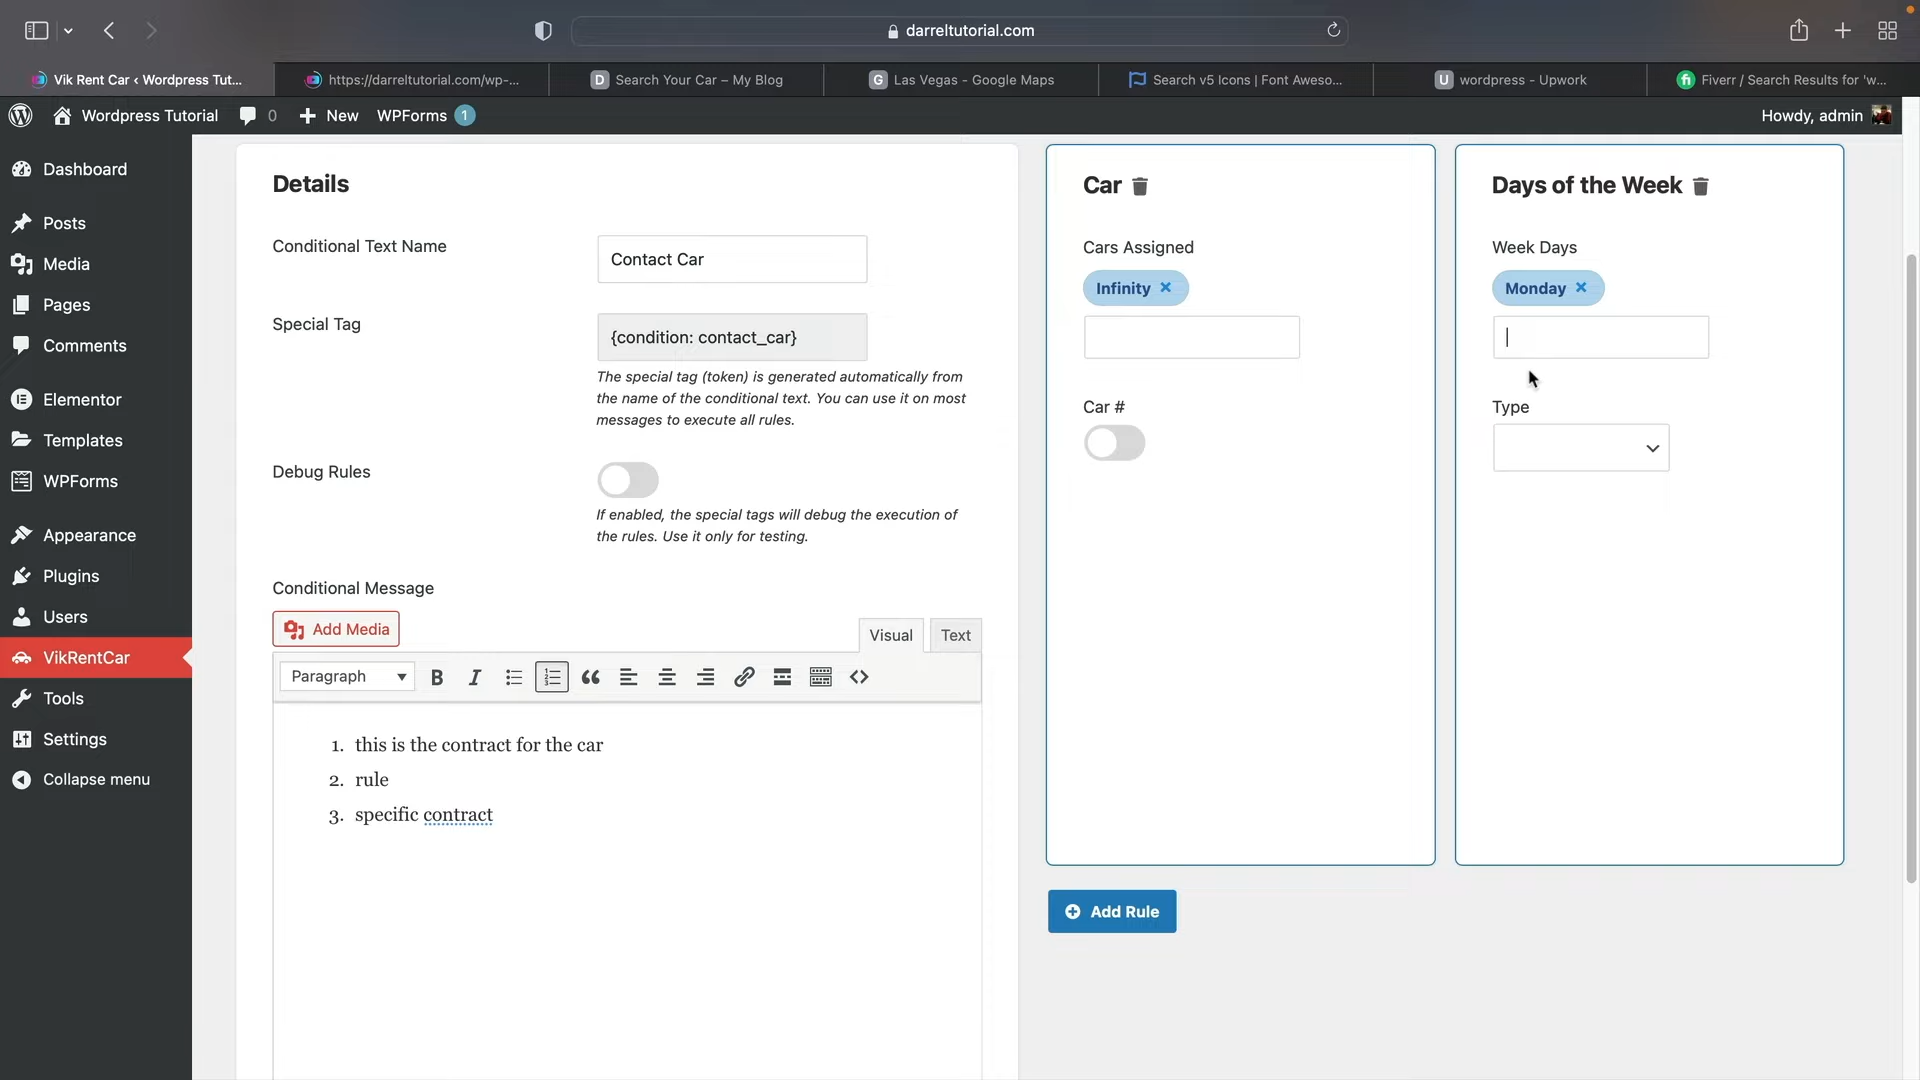 darreltutorial.com
Vik Rent Car ‹ Wordpress Tut...
https://darreltutorial.com/wp-...
D Search Your Car – My Blog
G Las Vegas - Google Maps
Search v5 Icons | Font Aweso...
U wordpress - Upwork
fi Fiverr / Search Results for 'w...
Wordpress Tutorial
0
New
WPForms 1
Howdy, admin
Dashboard
Posts
Media
Pages
Comments
Elementor
Templates
WPForms
Appearance
Plugins
Users
VikRentCar
Tools
Settings
Collapse menu
Details
Conditional Text Name
Contact Car
Special Tag
{condition: contact_car}
The special tag (token) is generated automatically from
the name of the conditional text. You can use it on most
messages to execute all rules.
Debug Rules
If enabled, the special tags will debug the execution of
the rules. Use it only for testing.
Conditional Message
Add Media
Visual
Text
Paragraph
B I
1. this is the contract for the car
2. rule
3. specific contract
Car
Cars Assigned
Infinity ×
Car #
Days of the Week
Week Days
Monday ×
Type
Add Rule